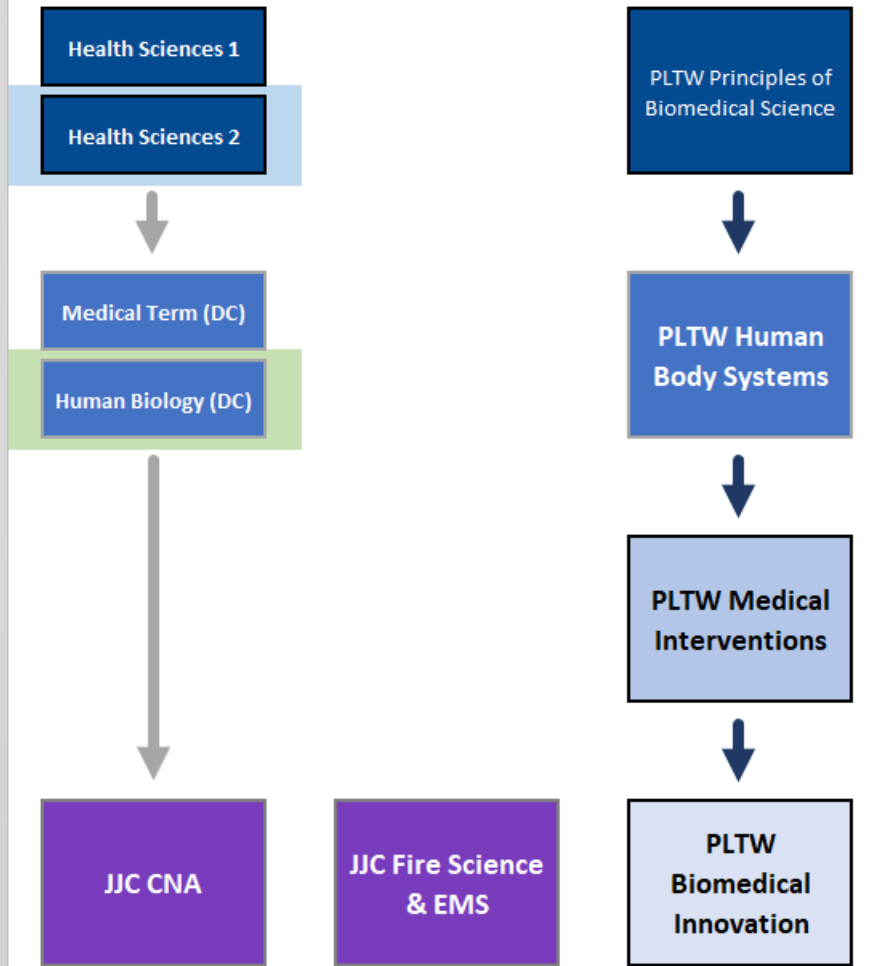 Health Sciences 1
Health Sciences 2
Medical Term (DC)
Human Biology (DC)
JJC CNA
JJC Fire Science
& EMS
PLTW Principles of
Biomedical Science
PLTW Human
Body Systems
PLTW Medical
Interventions
PLTW
Biomedical
Innovation